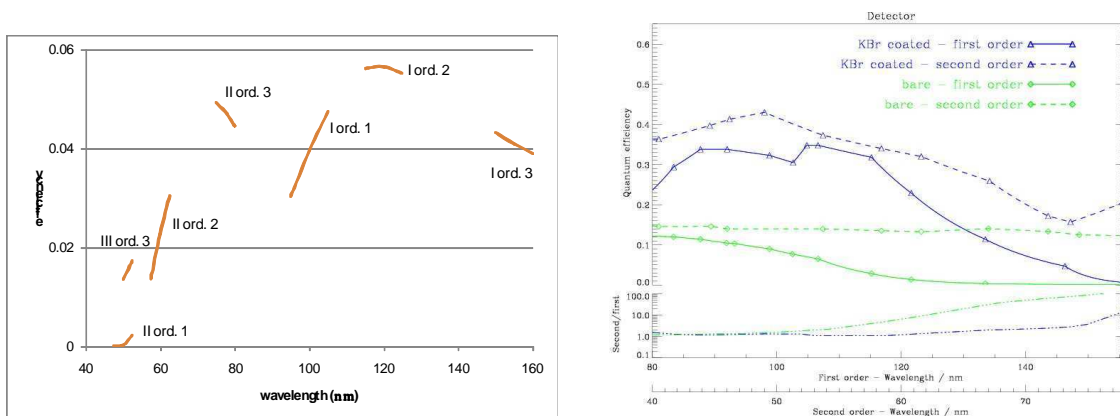 0.06
0.04
0.02
0
40
60
80
100
120
140
160
wavelength (nm)
II ord. 3
I ord. 2
I ord. 1
I ord. 3
III ord. 3
II ord. 2
II ord. 1
Detector
KBr coated – first order
KBr coated – second order
bare – first order
bare – second order
Quantum efficiency
0.6
0.5
0.4
0.3
0.2
0.1
0.0
Second/first
100.0
10.0
1.0
0.1
80
100
120
140
First order – Wavelength / nm
40
50
60
70
Second order – Wavelength / nm